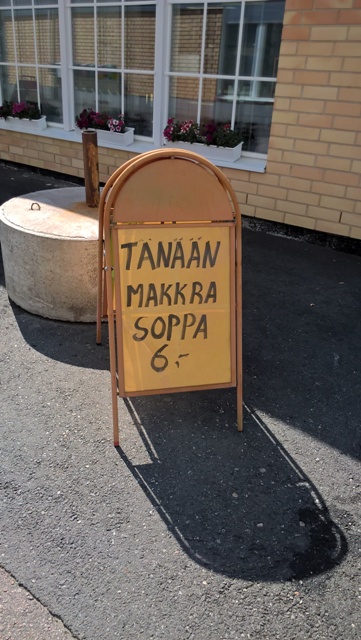 TÄNÄÄN
MAKKRA
SOPPA
6,-